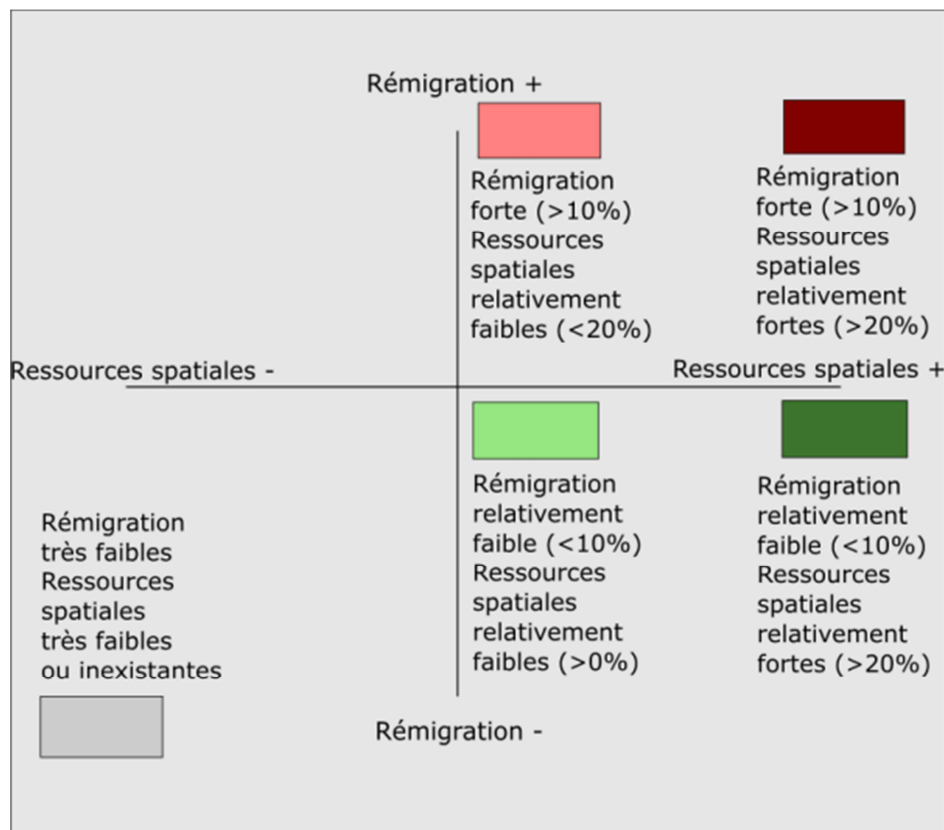 Rémigration +
Rémigration
forte (>10%)
Ressources
spatiales
relativement
faibles (<20%)
Rémigration
forte (>10%)
Ressources
spatiales
relativement
fortes (>20%)
Ressources spatiales -
Ressources spatiales +
Rémigration
très faibles
Ressources
spatiales
très faibles
ou inexistantes
Rémigration
relativement
faible (<10%)
Ressources
spatiales
relativement
faibles (>0%)
Rémigration
relativement
faible (<10%)
Ressources
spatiales
relativement
fortes (>20%)
Rémigration -